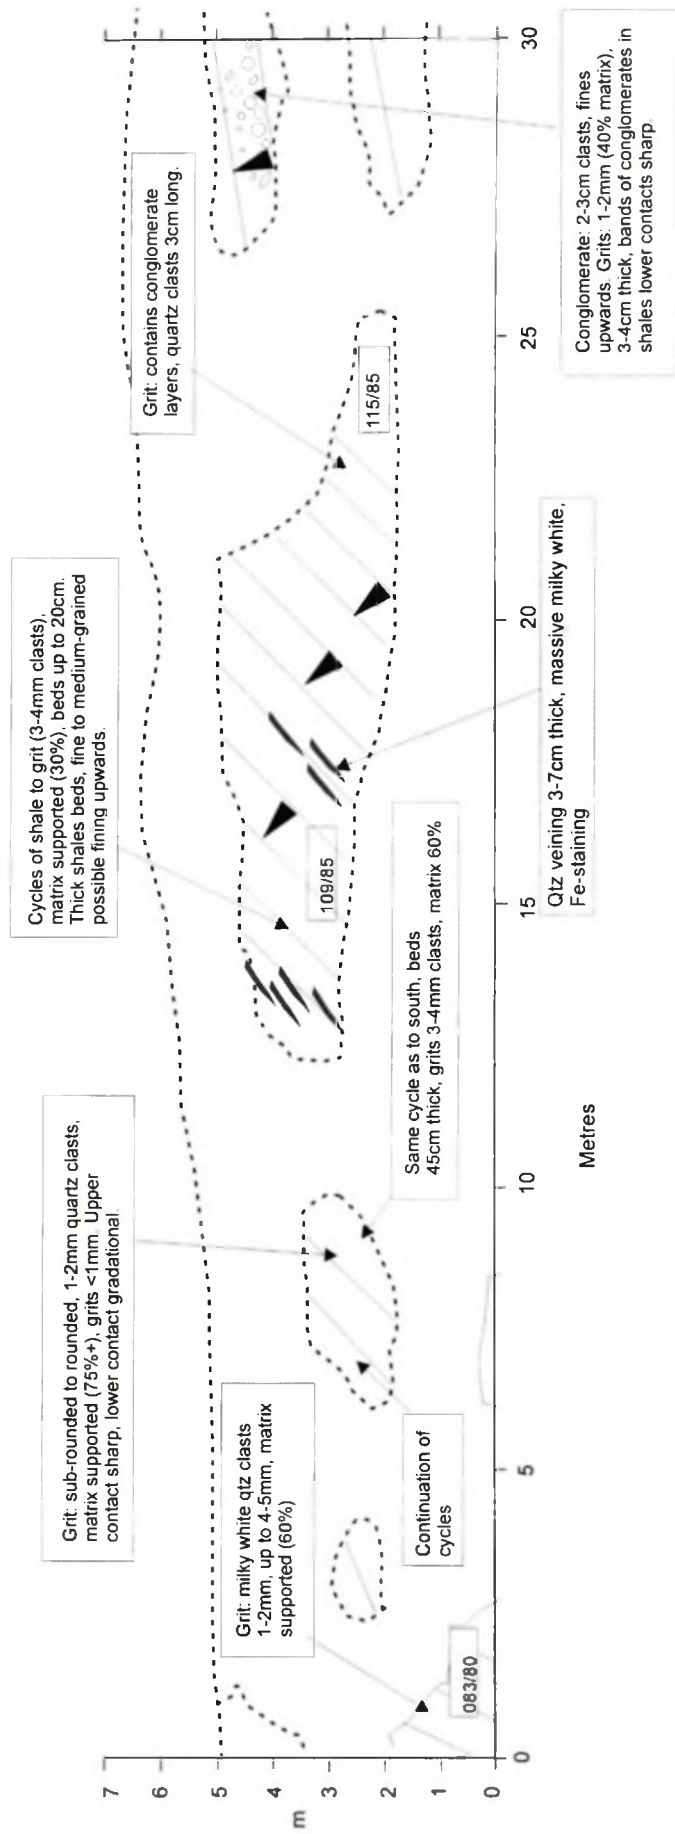 Grit: sub-rounded to rounded, 1-2mm quartz clasts,
matrix supported (75%+), grits <1mm. Upper
contact sharp, lower contact gradational.
Cycles of shale to grit (3-4mm clasts),
matrix supported (30%), beds up to 20cm.
Thick shales beds, fine to medium-grained
possible fining upwards.
Grit: contains conglomerate
layers, quartz clasts 3cm long.
Grit: milky white qtz clasts
1-2mm, up to 4-5mm, matrix
supported (60%)
7
6
5
4
3
2
1
0
m
083/80
109/85
115/85
Continuation of
cycles
Same cycle as to south, beds
45cm thick, grits 3-4mm clasts, matrix 60%
0
5
10
15
20
25
30
Metres
Qtz veining 3-7cm thick, massive milky white,
Fe-staining
Conglomerate: 2-3cm clasts, fines
upwards. Grits: 1-2mm (40% matrix),
3-4cm thick, bands of conglomerates in
shales lower contacts sharp.